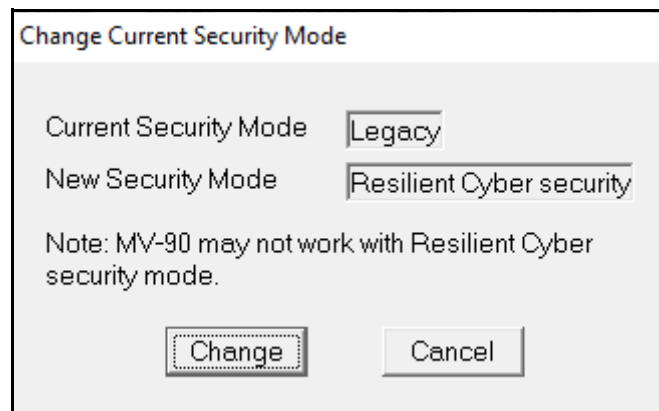 Change Current Security Mode
Current Security Mode Legacy
New Security Mode Resilient Cyber security
Note: MV-90 may not work with Resilient Cyber
security mode.
Change Cancel